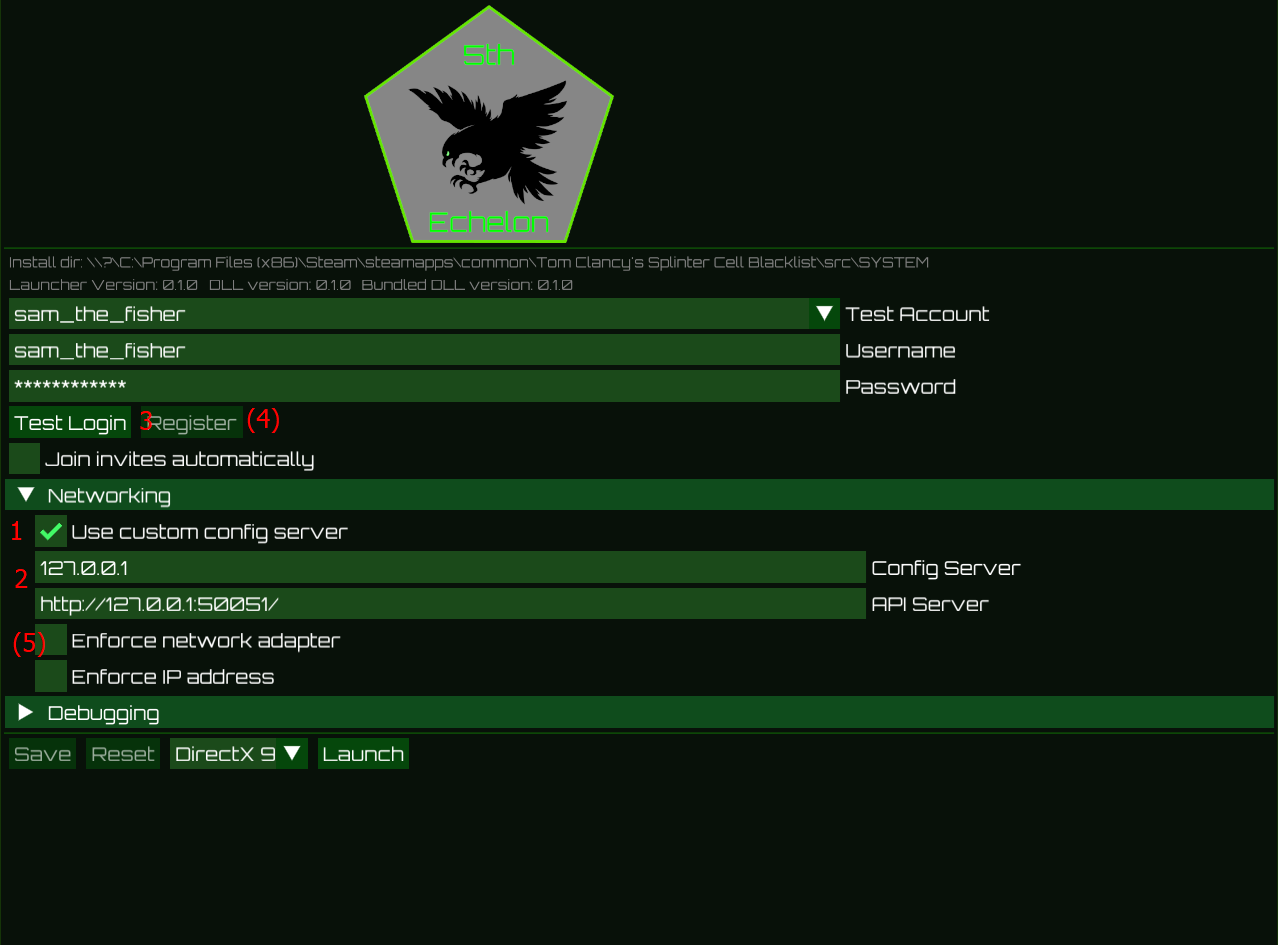 5th
Echelon
Install dir: \\?\C:\Program Files (x86)\Steam\steamapps\common\Tom Clancy's Splinter Cell Blacklist\src\SYSTEM
Launcher Version: 0.1.0 DLL version: 0.1.0 Bundled DLL version: 0.1.0
sam_the_fisher Test Account
sam_the_fisher Username
************ Password
Test Login 3 Register (4)
Join invites automatically
Networking
1 Use custom config server
127.0.0.1 Config Server
2
http://127.0.0.1:50051/ API Server
(5) Enforce network adapter
Enforce IP address
Debugging
Save Reset DirectX 9 Launch